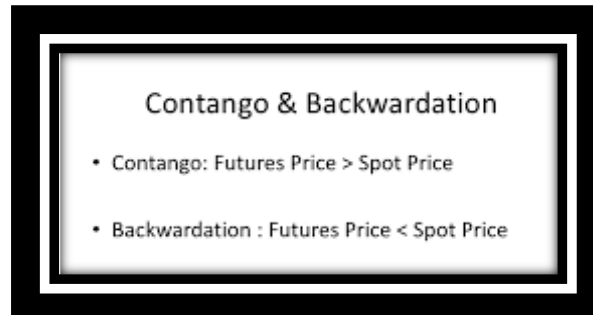 Contango & Backwardation
• Contango: Futures Price > Spot Price
• Backwardation : Futures Price < Spot Price